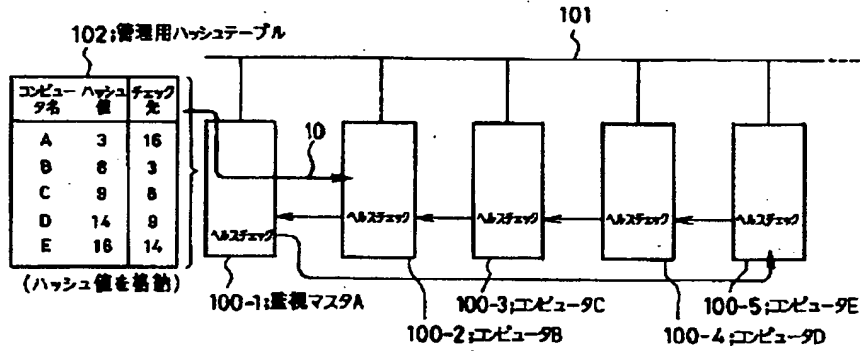 102;管理用ハッシュテーブル
101
コンピュー ハッシュ チェック
タ名 値 先
A 3 16
B 8 3
C 9 8
D 14 9
E 16 14
(ハッシュ値を格納)
10
ヘルスチェック
ヘルスチェック
ヘルスチェック
ヘルスチェック
ヘルスチェック
100-1;監視マスタA
100-3;コンピュータC
100-5;コンピュータE
100-2;コンピュータB
100-4;コンピュータD